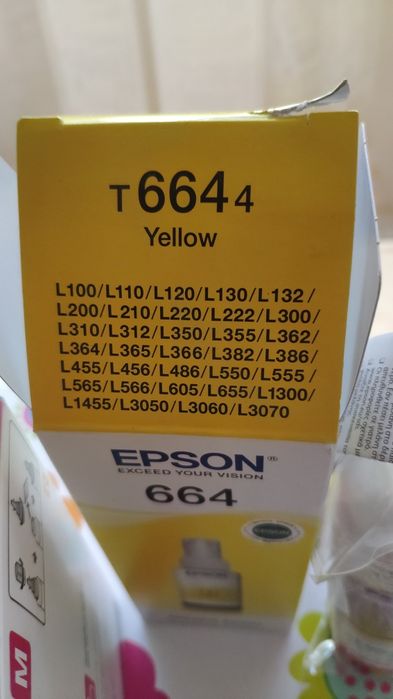 T6644
Yellow
L100/L110/L120/L130/L132/
L200/L210/L220/L222/L300/
L310/L312/L350/L355/L362/
L364/L365/L366/L382/L386/
L455/L456/L486/L550/L555/
L565/L566/L605/L655/L1300/
L1455/L3050/L3060/L3070
EPSON®
EXCEED YOUR VISION
664
M